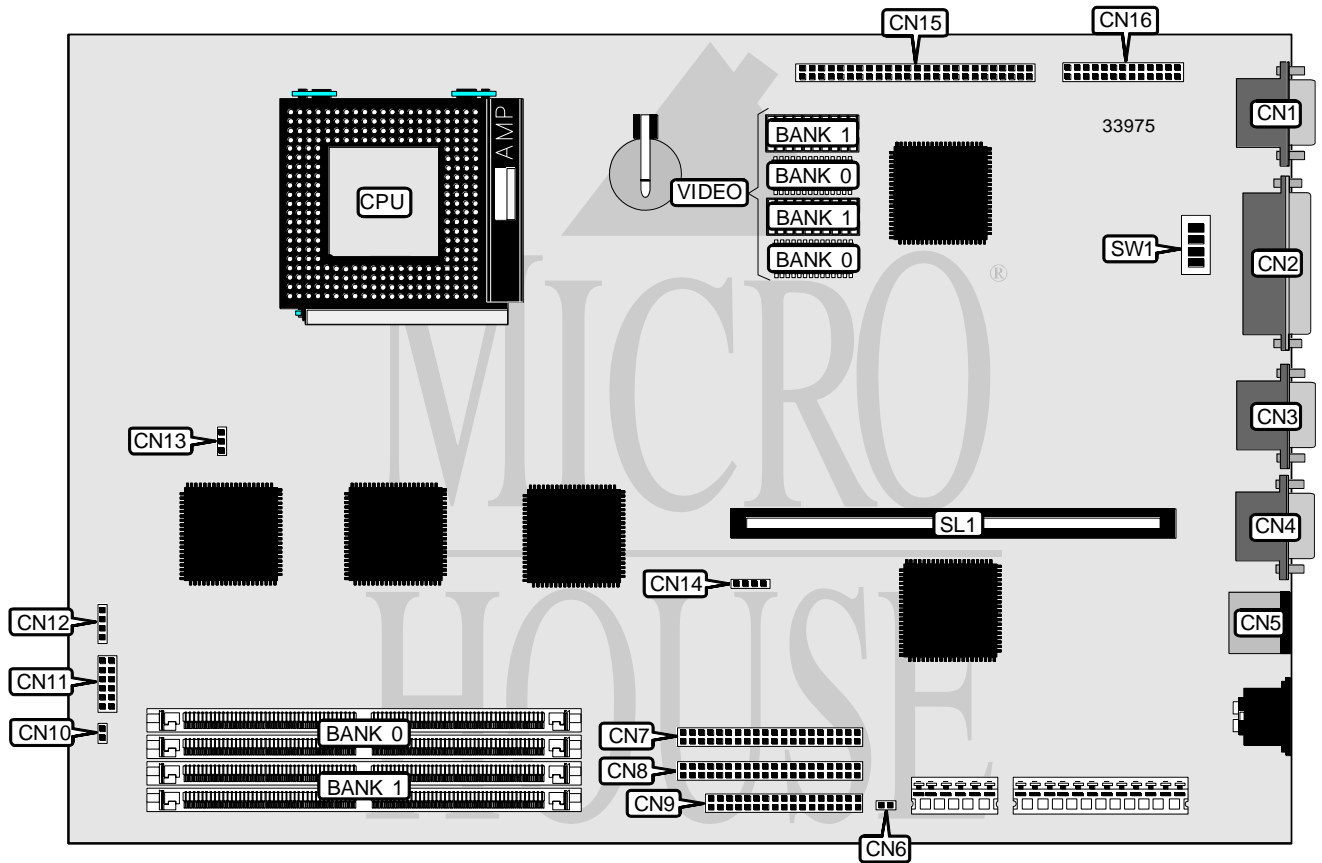 CN15
CN16
CN1
33975
AMP
BANK 1
CPU
VIDEO
BANK 0
BANK 1
BANK 0
SW1
CN2
MICRO
®
CN3
CN13
SL1
CN4
CN14
HOUSE
CN12
CN5
CN11
CN10
BANK 0
CN7
CN8
BANK 1
CN9
CN6